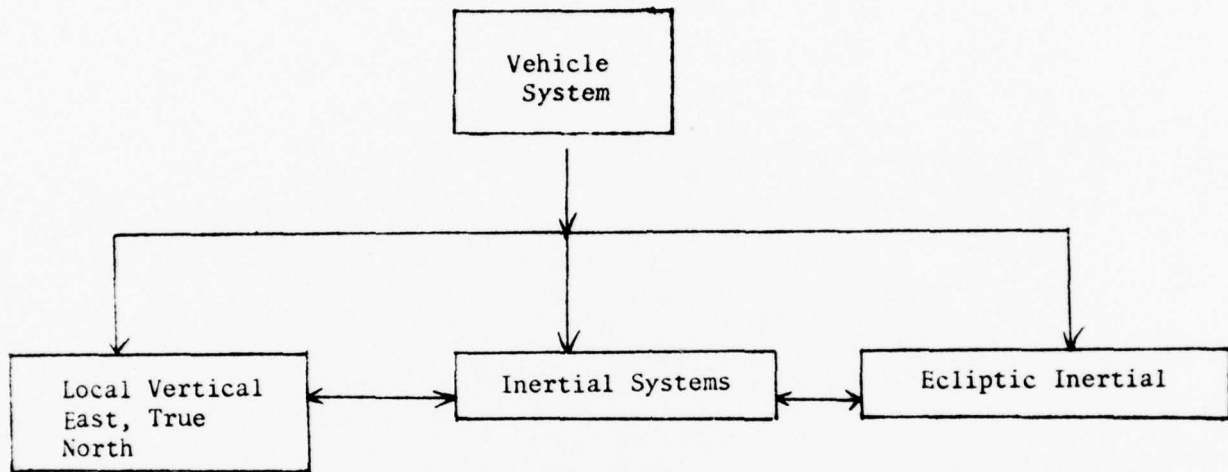 Vehicle
System
Local Vertical
East, True
North
Inertial Systems
Ecliptic Inertial